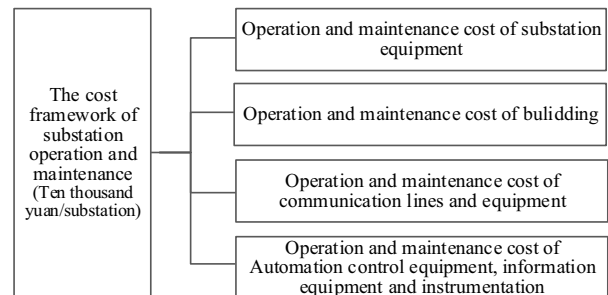 The cost
framework of
substation
operation and
maintenance
(Ten thousand
yuan/substation)
Operation and maintenance cost of substation
equipment
Operation and maintenance cost of bulidding
Operation and maintenance cost of
communication lines and equipment
Operation and maintenance cost of
Automation control equipment, information
equipment and instrumentation